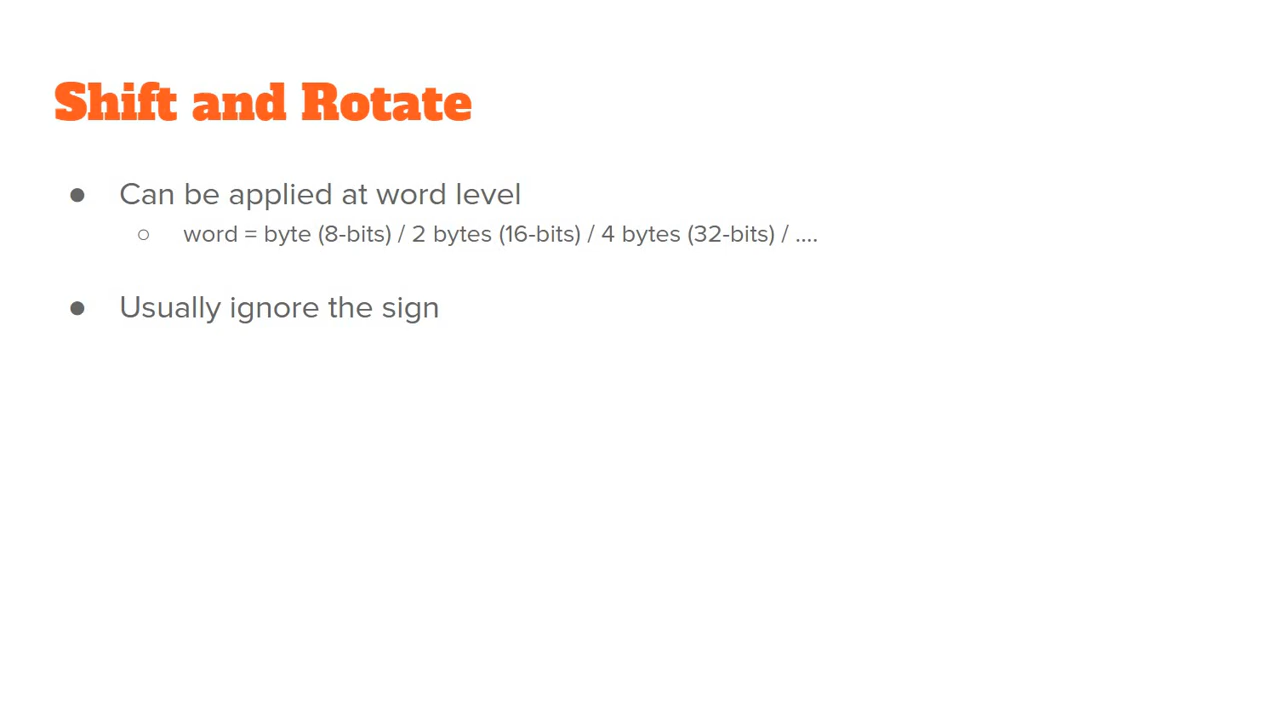 Shift and Rotate
● Can be applied at word level
○ word = byte (8-bits) / 2 bytes (16-bits) / 4 bytes (32-bits) / ....
● Usually ignore the sign